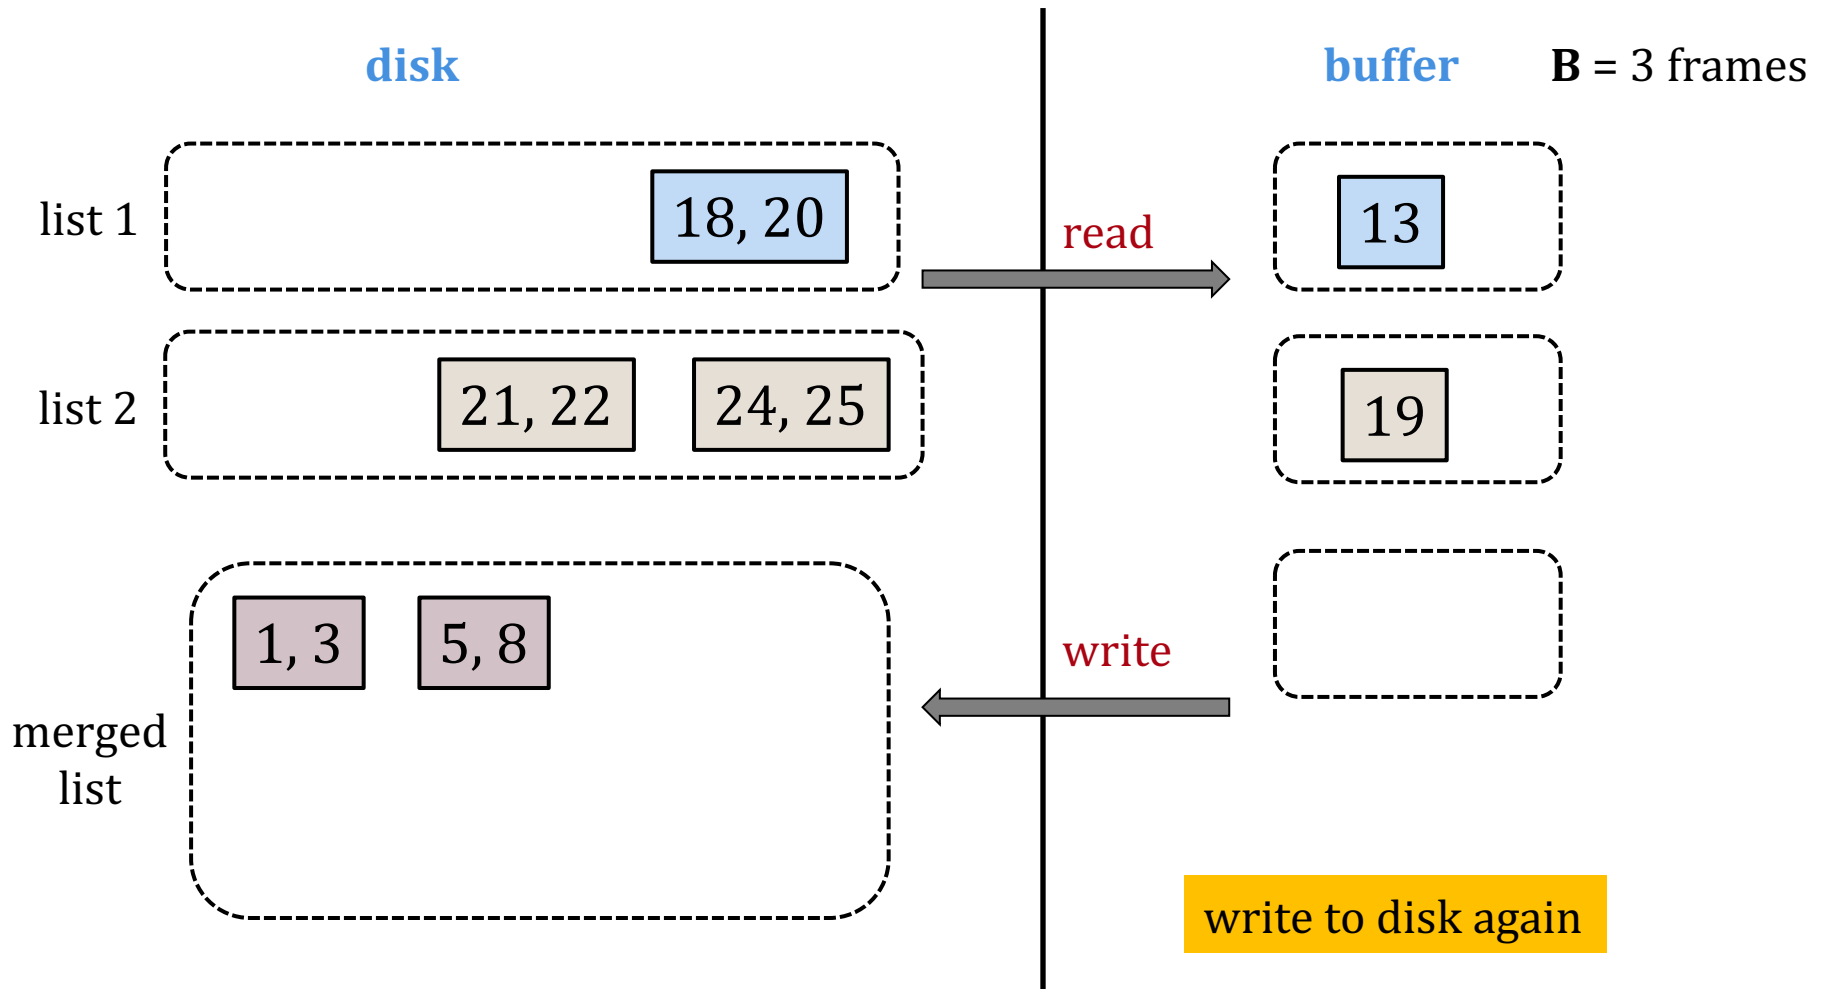 disk
buffer
B = 3 frames
list 1
18, 20
read
13
list 2
21, 22
24, 25
19
1, 3
5, 8
write
merged
list
write to disk again